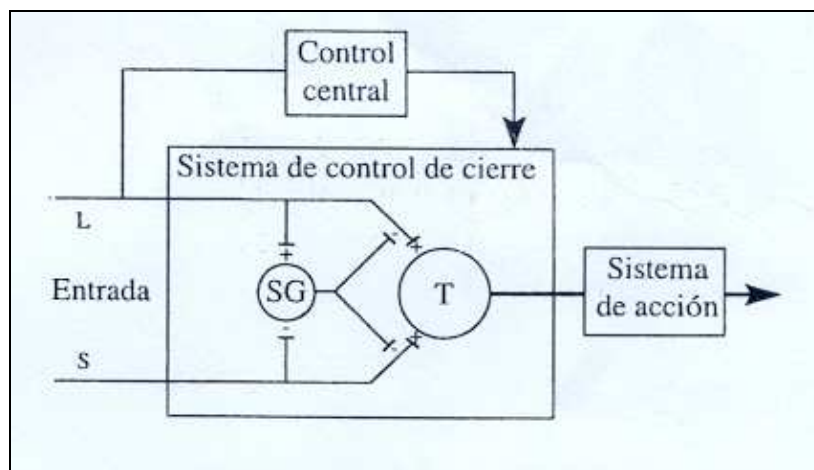 Control
central
Sistema de control de cierre
L
Entrada
S
+
SG
-
-
+
-
+
T
Sistema
de acción